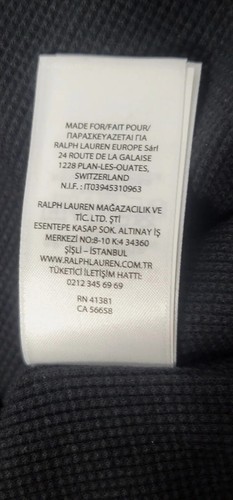 MADE FOR/FAIT POUR/
ΠΑΡΑΣΚΕΥΑΖΕΤΑΙ ΓΙΑ
RALPH LAUREN EUROPE Sàrl
24 ROUTE DE LA GALAISE
1228 PLAN-LES-OUATES,
SWITZERLAND
N.I.F. : IT03945310963
RALPH LAUREN MAĞAZACILIK VE
TİC. LTD. ŞTİ
ESENTEPE KASAP SOK. ALTINAY İŞ
MERKEZİ NO:8-10 K:4 34360
ŞİŞLİ – İSTANBUL
WWW.RALPHLAUREN.COM.TR
TÜKETİCİ İLETİŞİM HATTI:
0212 345 69 69
RN 41381
CA 56658